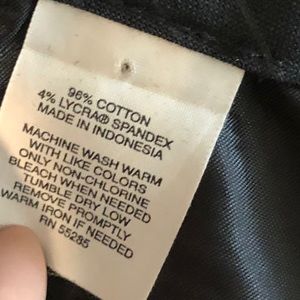 96% COTTON
4% LYCRA® SPANDEX
MADE IN INDONESIA
MACHINE WASH WARM
WITH LIKE COLORS
ONLY NON-CHLORINE
BLEACH WHEN NEEDED
TUMBLE DRY LOW
REMOVE PROMPTLY
WARM IRON IF NEEDED
RN 55285